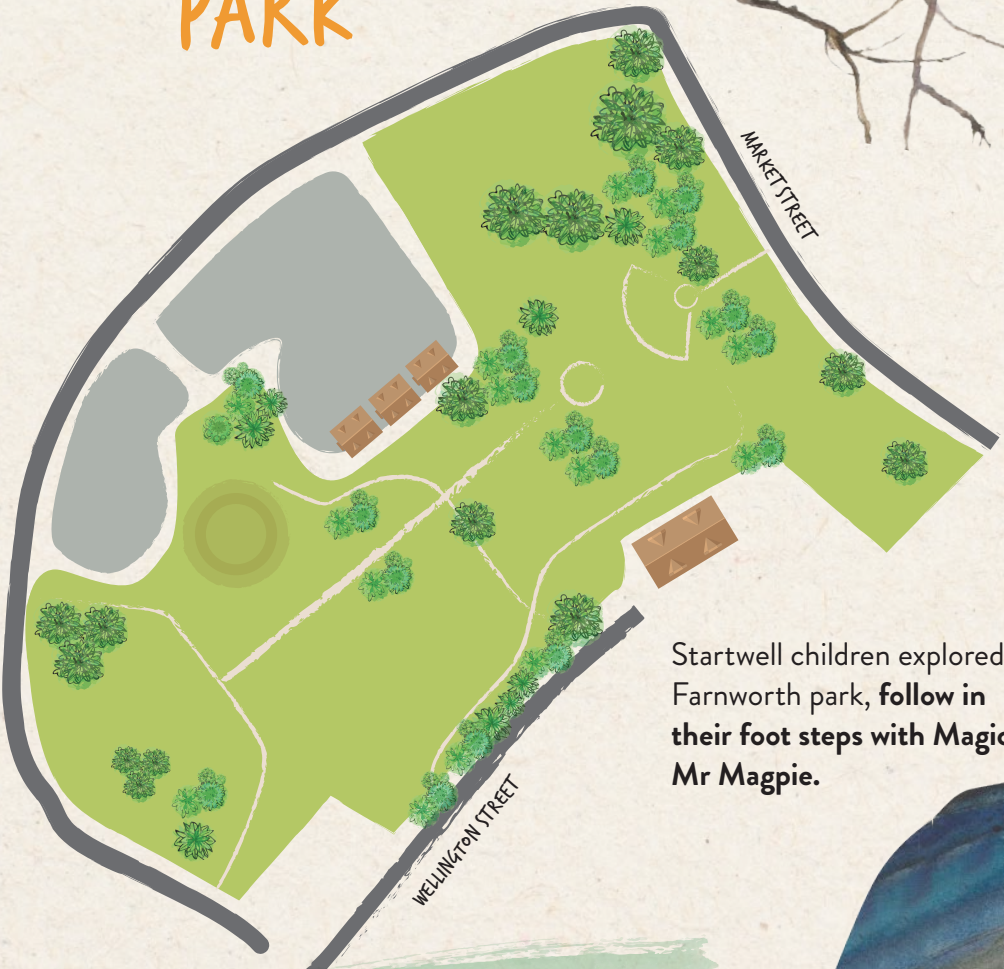 PARK
MARKET STREET
Startwell children explored
Farnworth park, follow in
their foot steps with Magic
Mr Magpie.
WELLINGTON STREET